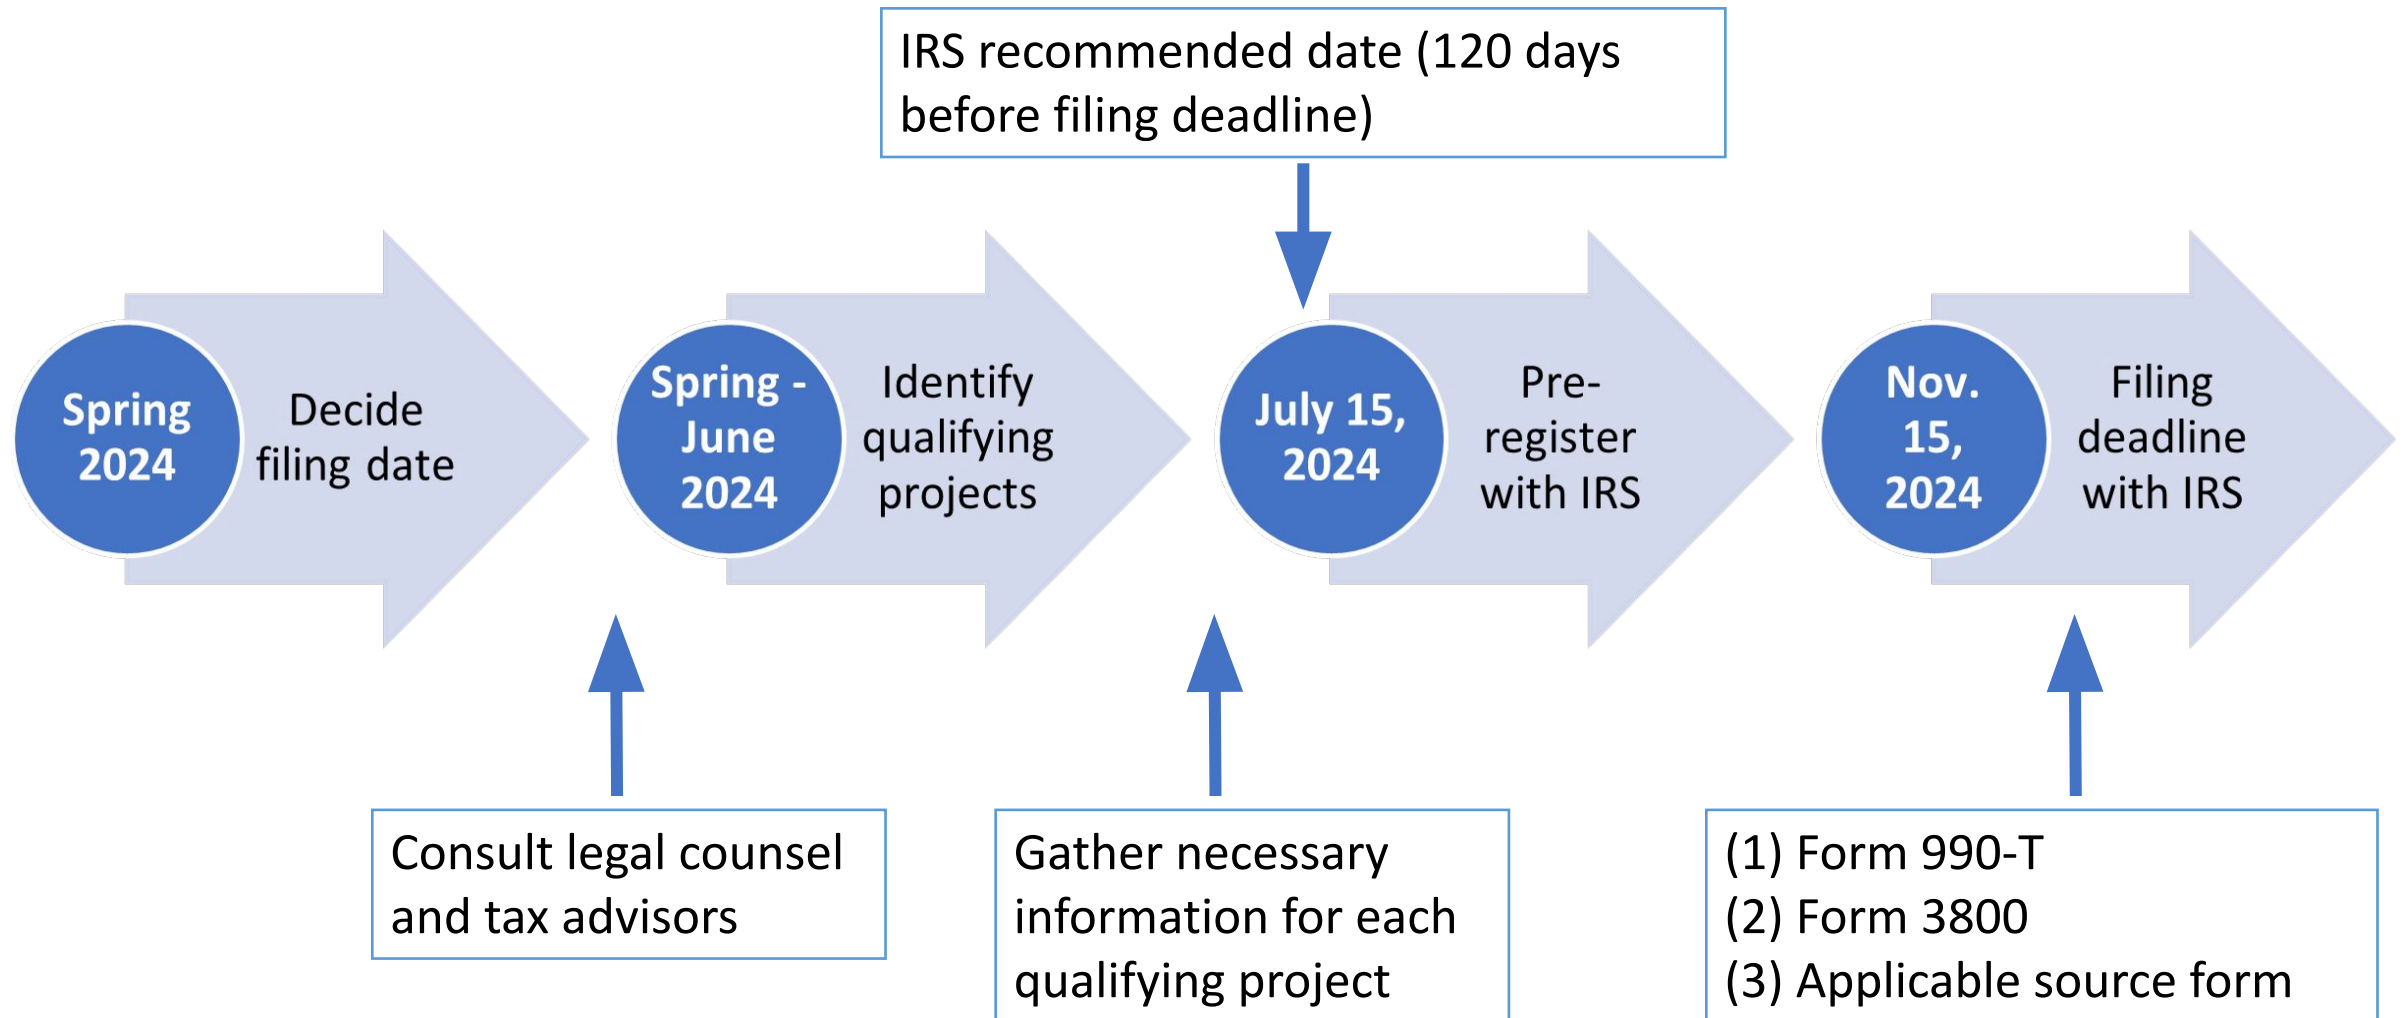 IRS recommended date (120 days
before filing deadline)
Spring
2024
Decide
filing date
Spring -
June
2024
Identify
qualifying
projects
July 15,
2024
Pre-
register
with IRS
Nov.
15,
2024
Filing
deadline
with IRS
Consult legal counsel
and tax advisors
Gather necessary
information for each
qualifying project
(1) Form 990-T
(2) Form 3800
(3) Applicable source form